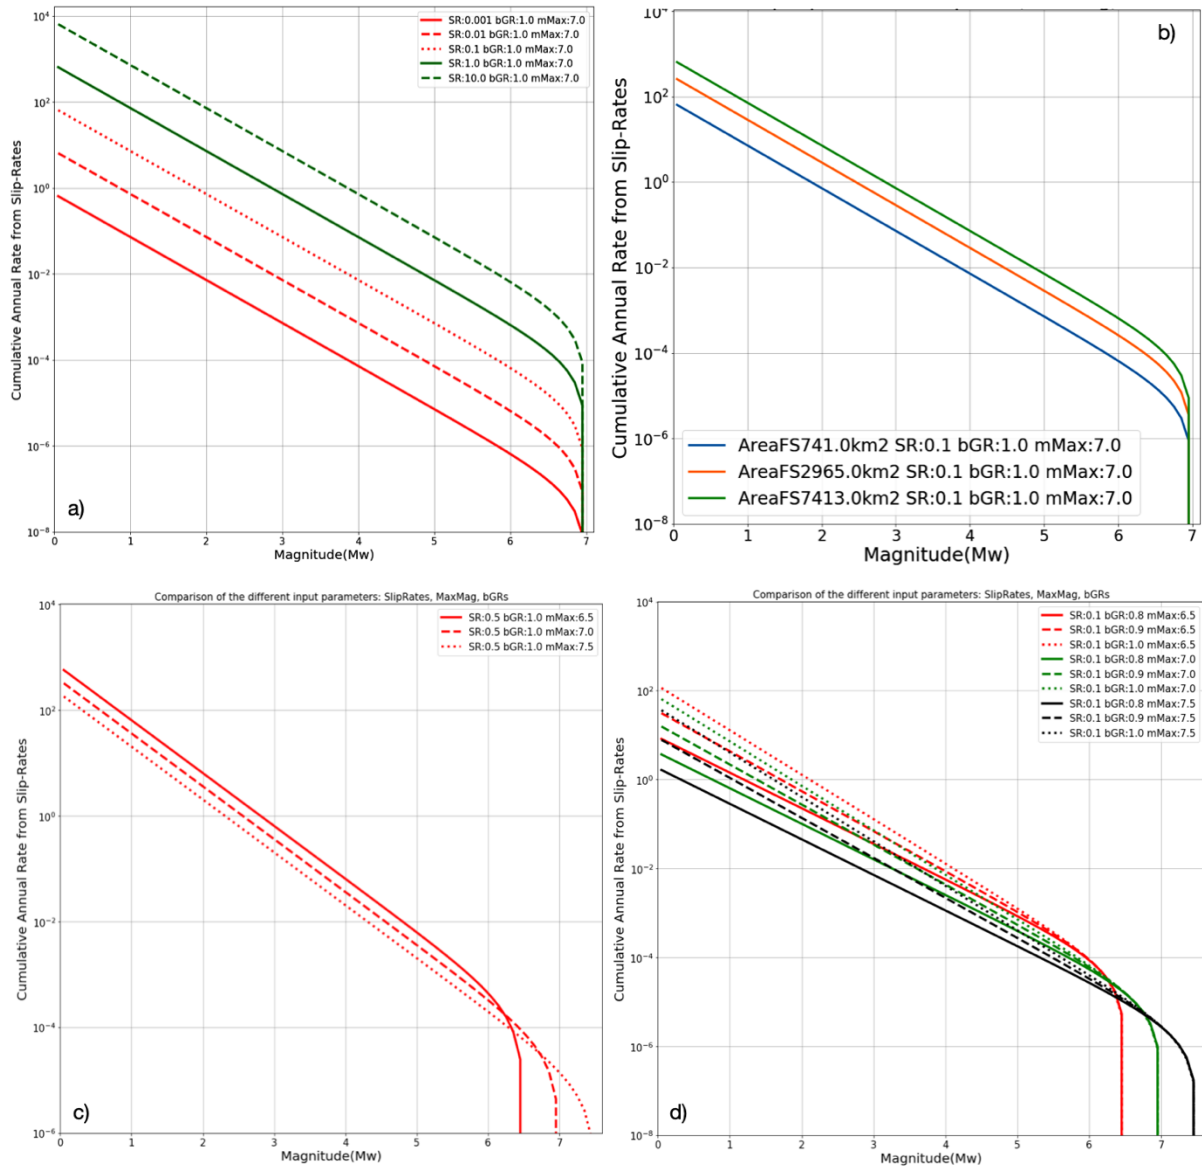 SR:0.001 bGR:1.0 mMax:7.0
SR:0.01 bGR:1.0 mMax:7.0
SR:0.1 bGR:1.0 mMax:7.0
SR:1.0 bGR:1.0 mMax:7.0
SR:10.0 bGR:1.0 mMax:7.0
10^4
10^2
10^0
10^-2
10^-4
10^-6
10^-8
Cumulative Annual Rate from Slip-Rates
a)
0 1 2 3 4 5 6 7
Magnitude(Mw)
b)
10^4
10^2
10^0
10^-2
10^-4
10^-6
10^-8
Cumulative Annual Rate from Slip-Rates
AreaFS741.0km2 SR:0.1 bGR:1.0 mMax:7.0
AreaFS2965.0km2 SR:0.1 bGR:1.0 mMax:7.0
AreaFS7413.0km2 SR:0.1 bGR:1.0 mMax:7.0
0 1 2 3 4 5 6 7
Magnitude(Mw)
Comparison of the different input parameters: SlipRates, MaxMag, bGRs
SR:0.5 bGR:1.0 mMax:6.5
SR:0.5 bGR:1.0 mMax:7.0
SR:0.5 bGR:1.0 mMax:7.5
10^4
10^2
10^0
10^-2
10^-4
10^-6
Cumulative Annual Rate from Slip-Rates
c)
0 1 2 3 4 5 6 7
Magnitude(Mw)
Comparison of the different input parameters: SlipRates, MaxMag, bGRs
SR:0.1 bGR:0.8 mMax:6.5
SR:0.1 bGR:0.9 mMax:6.5
SR:0.1 bGR:1.0 mMax:6.5
SR:0.1 bGR:0.8 mMax:7.0
SR:0.1 bGR:0.9 mMax:7.0
SR:0.1 bGR:1.0 mMax:7.0
SR:0.1 bGR:0.8 mMax:7.5
SR:0.1 bGR:0.9 mMax:7.5
SR:0.1 bGR:1.0 mMax:7.5
10^4
10^2
10^0
10^-2
10^-4
10^-6
10^-8
Cumulative Annual Rate from Slip-Rates
d)
0 1 2 3 4 5 6 7
Magnitude(Mw)